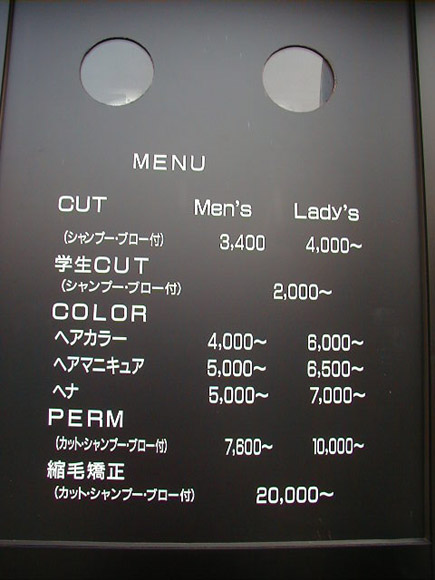 MENU
CUT Men's Lady's
(シャンプー・ブロー付) 3,400 4,000~
学生CUT
(シャンプー・ブロー付) 2,000~
COLOR
ヘアカラー 4,000~ 6,000~
ヘアマニキュア 5,000~ 6,500~
ヘナ 5,000~ 7,000~
PERM
(カット・シャンプー・ブロー付) 7,600~ 10,000~
縮毛矯正
(カット・シャンプー・ブロー付) 20,000~